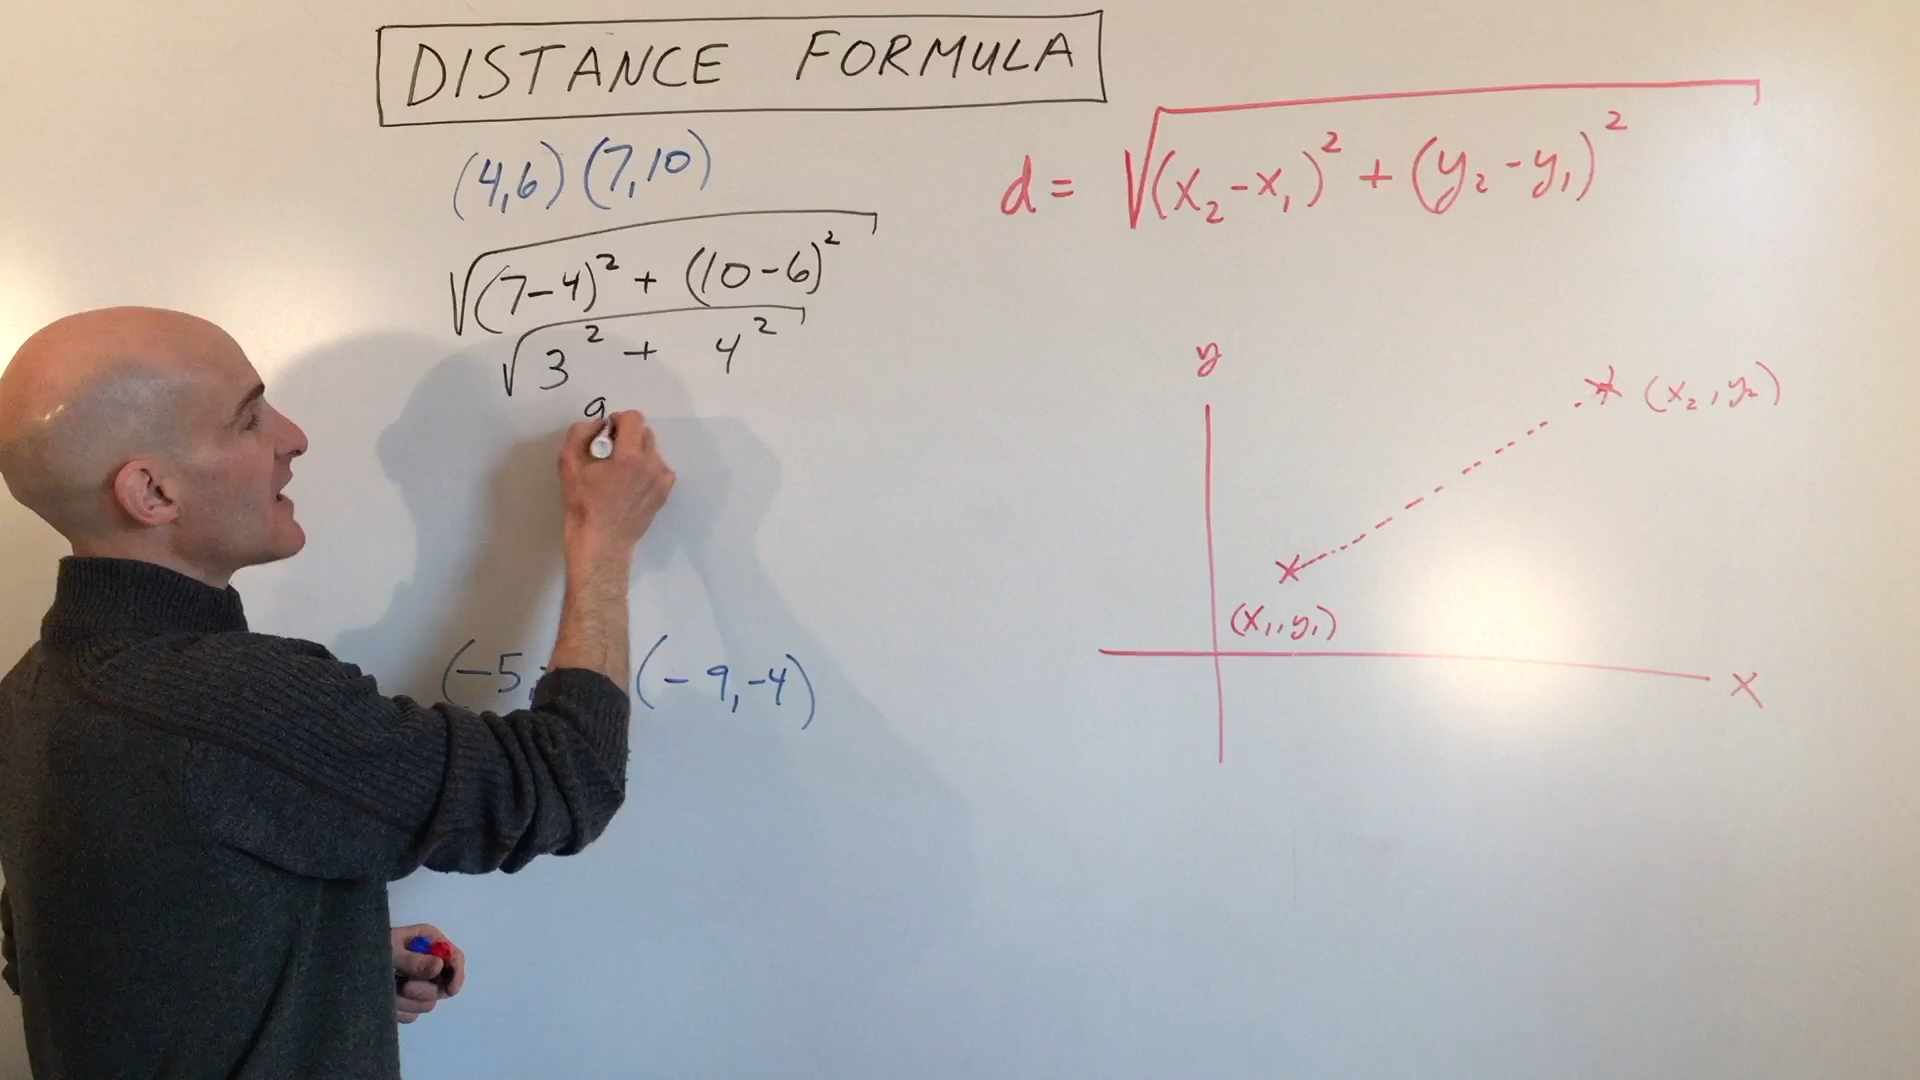 DISTANCE FORMULA
(4,6) (7,10)
√(7-4)² + (10-6)²
√3² + 4²
9
(-5, (-9,-4)
d = √(x₂-x₁)² + (y₂-y₁)²
y
(x₂,y₂)
(x₁,y₁)
x